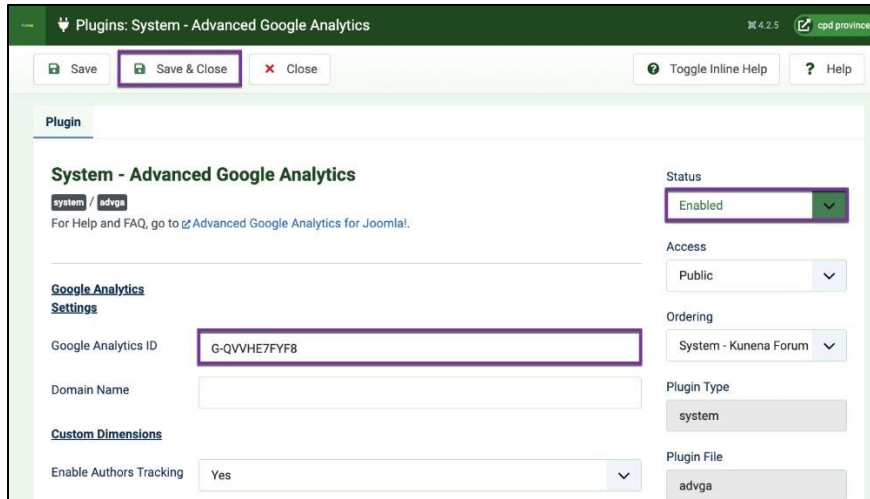 Plugins: System - Advanced Google Analytics
4.2.5
cpd province
Save
Save & Close
Close
Toggle Inline Help
? Help
Plugin
System - Advanced Google Analytics
system / advga
For Help and FAQ, go to Advanced Google Analytics for Joomla!.
Google Analytics
Settings
Google Analytics ID
G-QVVHE7FYF8
Domain Name
Custom Dimensions
Enable Authors Tracking
Yes
Status
Enabled
Access
Public
Ordering
System - Kunena Forum
Plugin Type
system
Plugin File
advga